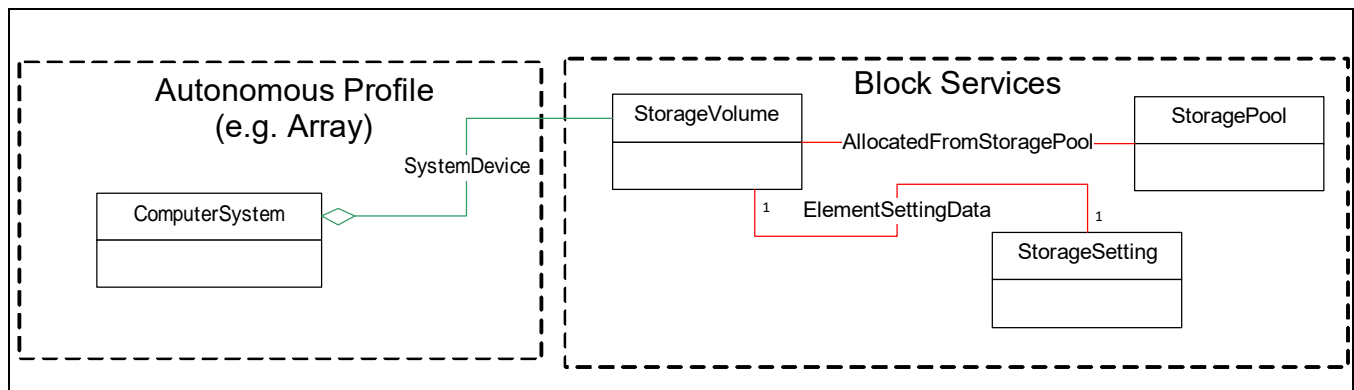 Autonomous Profile
(e.g. Array)
ComputerSystem
SystemDevice
Block Services
StorageVolume
AllocatedFromStoragePool
StoragePool
1
ElementSettingData
1
StorageSetting